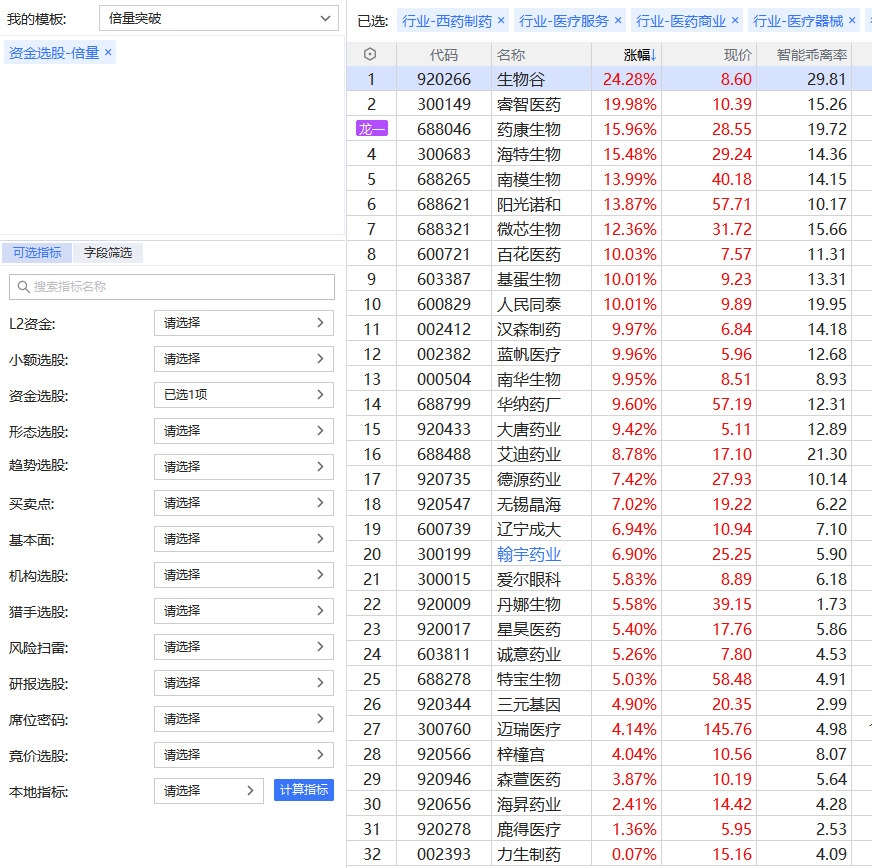 我的模板: 倍量突破
资金选股-倍量 ×
可选指标 字段筛选
搜索指标名称
L2资金: 请选择
小额选股: 请选择
资金选股: 已选1项
形态选股: 请选择
趋势选股: 请选择
买卖点: 请选择
基本面: 请选择
机构选股: 请选择
猎手选股: 请选择
风险扫雷: 请选择
研报选股: 请选择
席位密码: 请选择
竞价选股: 请选择
本地指标: 请选择 计算指标
已选: 行业-西药制药 × 行业-医疗服务 × 行业-医药商业 × 行业-医疗器械 ×
代码 名称 涨幅↓ 现价 智能乖离率
1 920266 生物谷 24.28% 8.60 29.81
2 300149 睿智医药 19.98% 10.39 15.26
龙一 688046 药康生物 15.96% 28.55 19.72
4 300683 海特生物 15.48% 29.24 14.36
5 688265 南模生物 13.99% 40.18 14.15
6 688621 阳光诺和 13.87% 57.71 10.17
7 688321 微芯生物 12.36% 31.72 15.66
8 600721 百花医药 10.03% 7.57 11.31
9 603387 基蛋生物 10.01% 9.23 13.31
10 600829 人民同泰 10.01% 9.89 19.95
11 002412 汉森制药 9.97% 6.84 14.18
12 002382 蓝帆医疗 9.96% 5.96 12.68
13 000504 南华生物 9.95% 8.51 8.93
14 688799 华纳药厂 9.60% 57.19 12.31
15 920433 大唐药业 9.42% 5.11 12.89
16 688488 艾迪药业 8.78% 17.10 21.30
17 920735 德源药业 7.42% 27.93 10.14
18 920547 无锡晶海 7.02% 19.22 6.22
19 600739 辽宁成大 6.94% 10.94 7.10
20 300199 翰宇药业 6.90% 25.25 5.90
21 300015 爱尔眼科 5.83% 8.89 6.18
22 920009 丹娜生物 5.58% 39.15 1.73
23 920017 星昊医药 5.40% 17.76 5.86
24 603811 诚意药业 5.26% 7.80 4.53
25 688278 特宝生物 5.03% 58.48 4.91
26 920344 三元基因 4.90% 20.35 2.99
27 300760 迈瑞医疗 4.14% 145.76 4.98
28 920566 梓橦宫 4.04% 10.56 8.07
29 920946 森萱医药 3.87% 10.19 5.64
30 920656 海昇药业 2.41% 14.42 4.28
31 920278 鹿得医疗 1.36% 5.95 2.53
32 002393 力生制药 0.07% 15.16 4.09